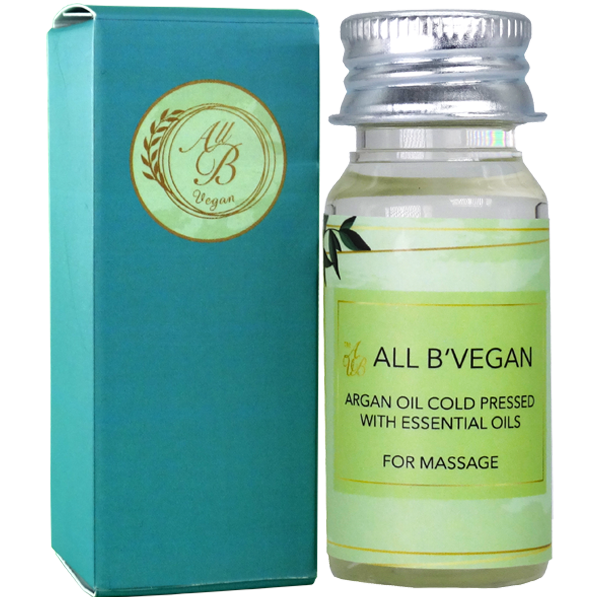 All
B
Vegan
ALL B'VEGAN
ARGAN OIL COLD PRESSED
WITH ESSENTIAL OILS
FOR MASSAGE